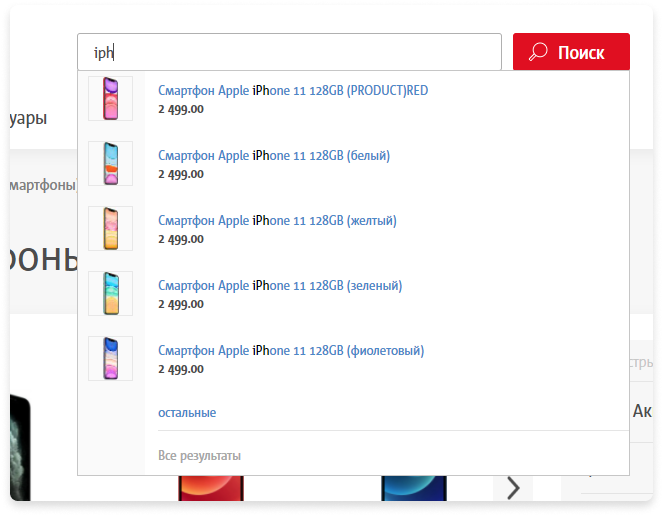 iph
Поиск
Смартфон Apple iPhone 11 128GB (PRODUCT)RED
2 499.00
уары
Смартфон Apple iPhone 11 128GB (белый)
2 499.00
мартфоны
Смартфон Apple iPhone 11 128GB (желтый)
2 499.00
оны
Смартфон Apple iPhone 11 128GB (зеленый)
2 499.00
Смартфон Apple iPhone 11 128GB (фиолетовый)
2 499.00
остальные
Ак
Все результаты